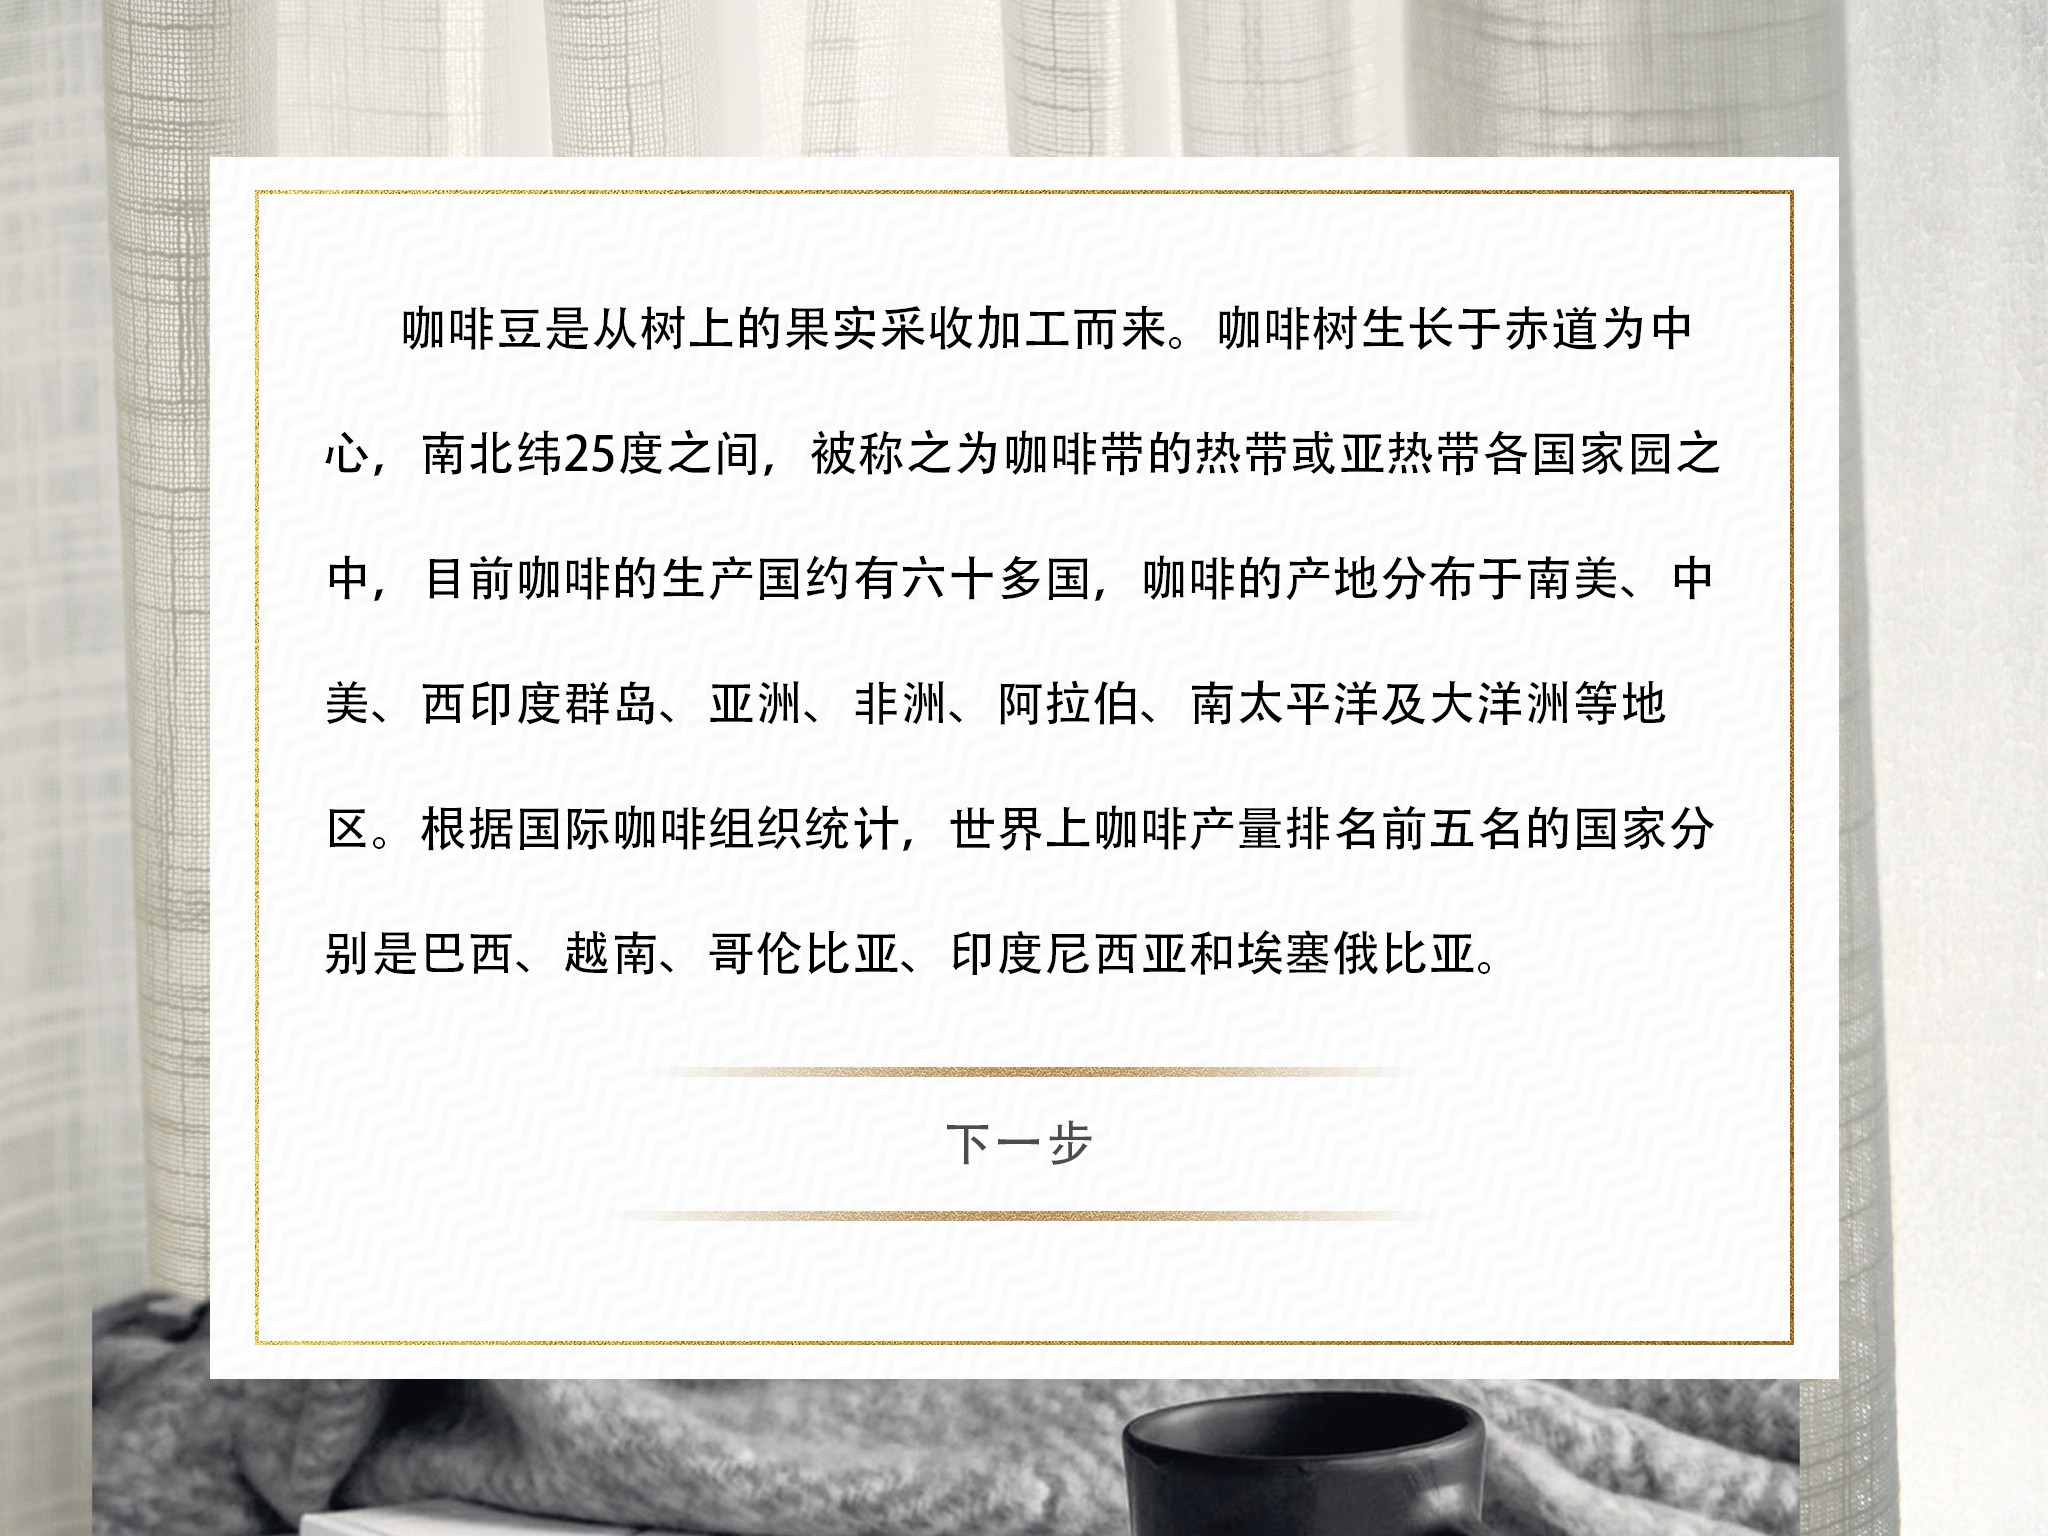 咖啡豆是从树上的果实采收加工而来。咖啡树生长于赤道为中
心，南北纬25度之间，被称之为咖啡带的热带或亚热带各国家园之
中，目前咖啡的生产国约有六十多国，咖啡的产地分布于南美、中
美、西印度群岛、亚洲、非洲、阿拉伯、南太平洋及大洋洲等地
区。根据国际咖啡组织统计，世界上咖啡产量排名前五名的国家分
别是巴西、越南、哥伦比亚、印度尼西亚和埃塞俄比亚。
下一步